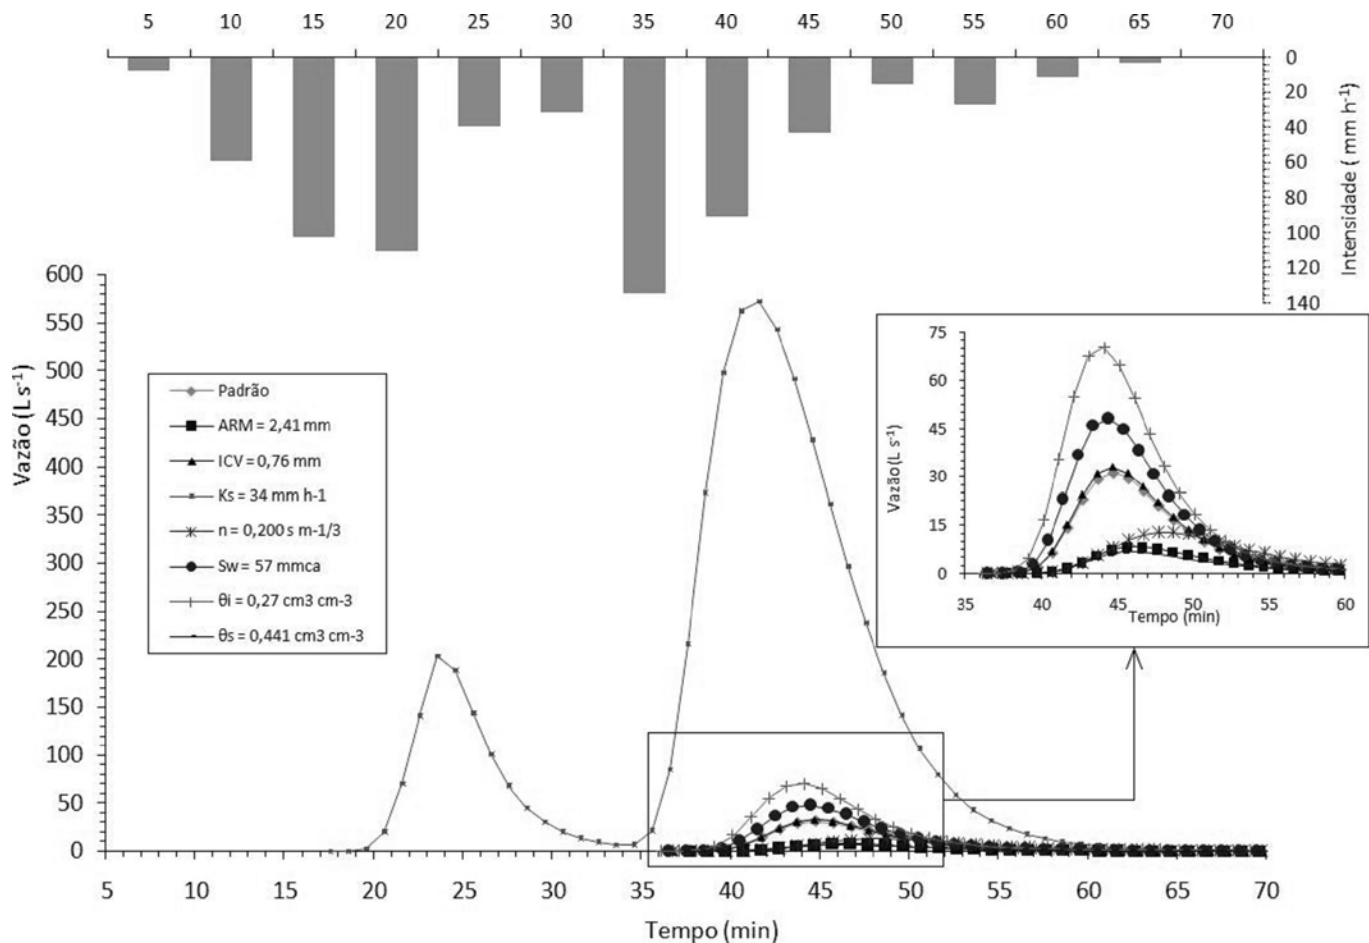 5 10 15 20 25 30 35 40 45 50 55 60 65 70
0
20
40
60
80
100
120
140
Intensidade ( mm h-1)
600
550
500
450
400
350
300
250
200
150
100
50
0
Vazão (L s-1)
Padrão
ARM = 2,41 mm
ICV = 0,76 mm
Ks = 34 mm h-1
n = 0,200 s m-1/3
Sw = 57 mmca
θi = 0,27 cm3 cm-3
θs = 0,441 cm3 cm-3
75
60
45
30
15
0
Vazão (L s-1)
35 40 45 50 55 60
Tempo (min)
5 10 15 20 25 30 35 40 45 50 55 60 65 70
Tempo (min)